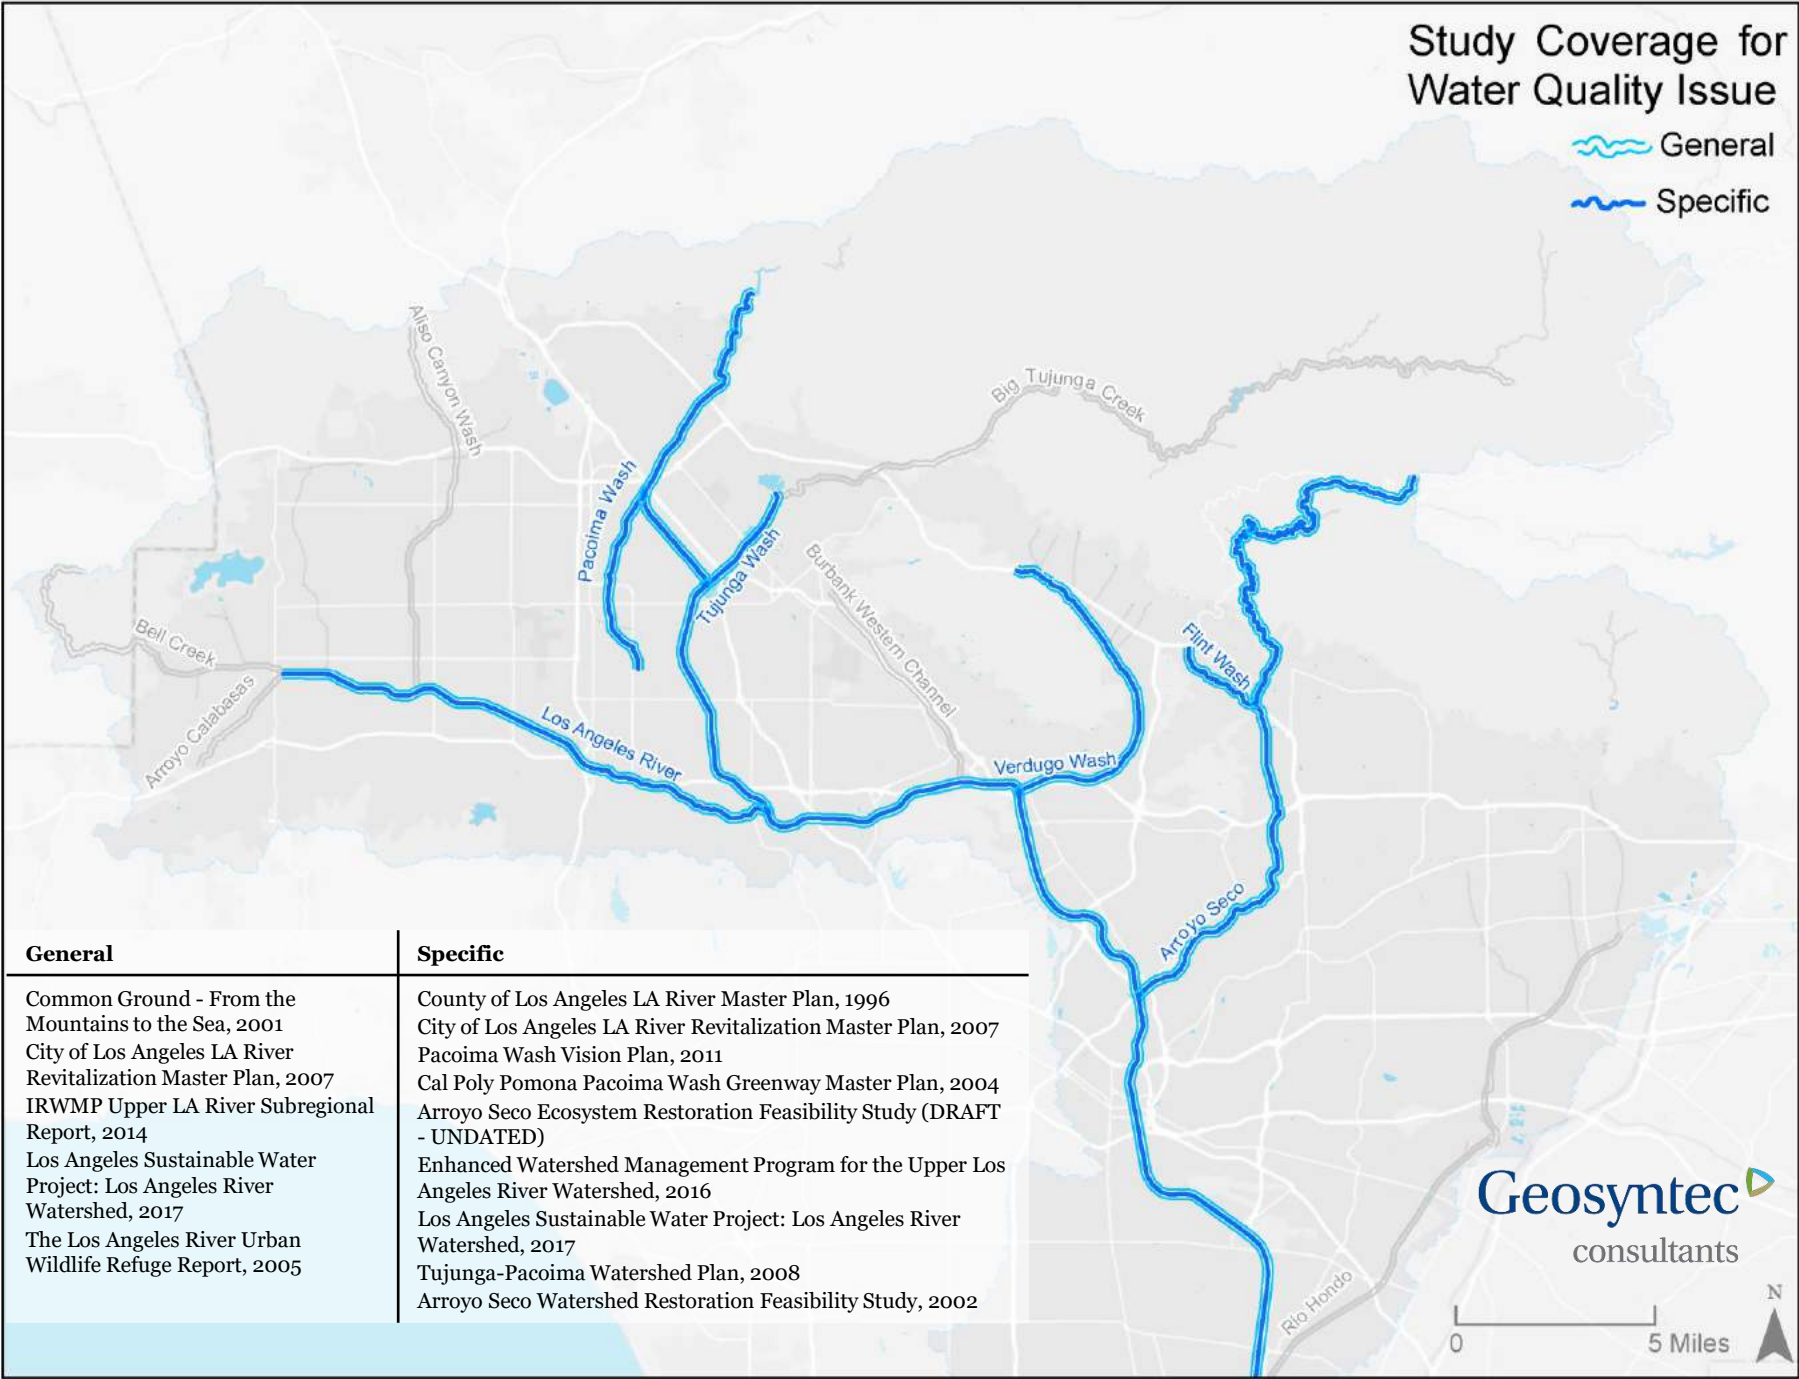 Study Coverage for
Water Quality Issue
General
Specific
Aliso Canyon Wash
Big Tujunga Creek
Pacoima Wash
Tujunga Wash
Burbank Western Channel
Flint Wash
Bell Creek
Arroyo Calabasas
Los Angeles River
Verdugo Wash
Arroyo Seco
General
Common Ground - From the
Mountains to the Sea, 2001
City of Los Angeles LA River
Revitalization Master Plan, 2007
IRWMP Upper LA River Subregional
Report, 2014
Los Angeles Sustainable Water
Project: Los Angeles River
Watershed, 2017
The Los Angeles River Urban
Wildlife Refuge Report, 2005
Specific
County of Los Angeles LA River Master Plan, 1996
City of Los Angeles LA River Revitalization Master Plan, 2007
Pacoima Wash Vision Plan, 2011
Cal Poly Pomona Pacoima Wash Greenway Master Plan, 2004
Arroyo Seco Ecosystem Restoration Feasibility Study (DRAFT
- UNDATED)
Enhanced Watershed Management Program for the Upper Los
Angeles River Watershed, 2016
Los Angeles Sustainable Water Project: Los Angeles River
Watershed, 2017
Tujunga-Pacoima Watershed Plan, 2008
Arroyo Seco Watershed Restoration Feasibility Study, 2002
Rio Hondo
Geosyntec
consultants
N
0 5 Miles